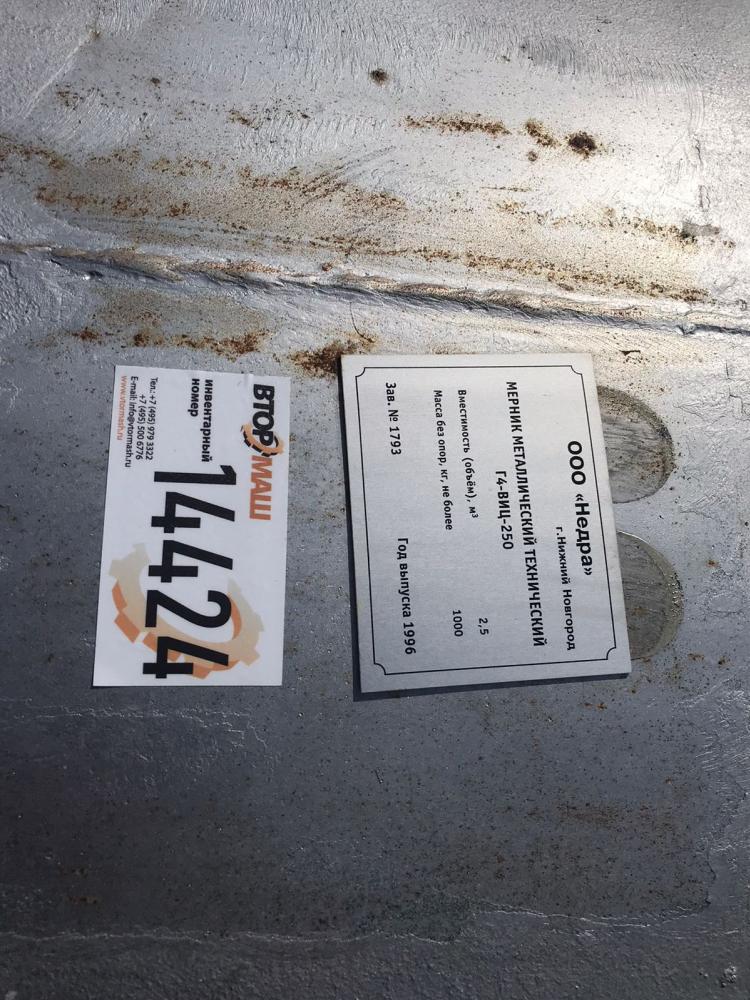 ООО «Недра»
г.Нижний Новгород
МЕРНИК МЕТАЛЛИЧЕСКИЙ ТЕХНИЧЕСКИЙ
Г4-ВИЦ-250
Вместимость (объём), м³ 2,5
Масса без опор, кг, не более 1000
Зав. № 1793 Год выпуска 1996
ВТОРМАШ
инвентарный
номер
14424
Тел.: +7 (495) 979 3322
+7 (495) 500 6776
E-mail: info@vtormash.ru
www.vtormash.ru